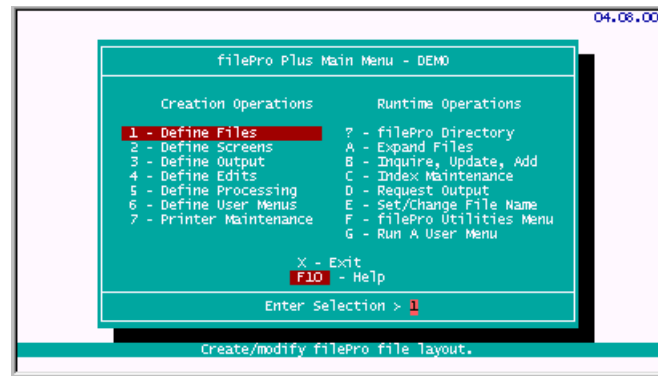 04.08.00
filePro Plus Main Menu - DEMO
Creation Operations
1 - Define Files
2 - Define Screens
3 - Define Output
4 - Define Edits
5 - Define Processing
6 - Define User Menus
7 - Printer Maintenance
Runtime Operations
? - filePro Directory
A - Expand Files
B - Inquire, Update, Add
C - Index Maintenance
D - Request Output
E - Set/Change File Name
F - filePro Utilities Menu
G - Run A User Menu
X - Exit
F10 - Help
Enter Selection > 1
Create/modify filePro file layout.